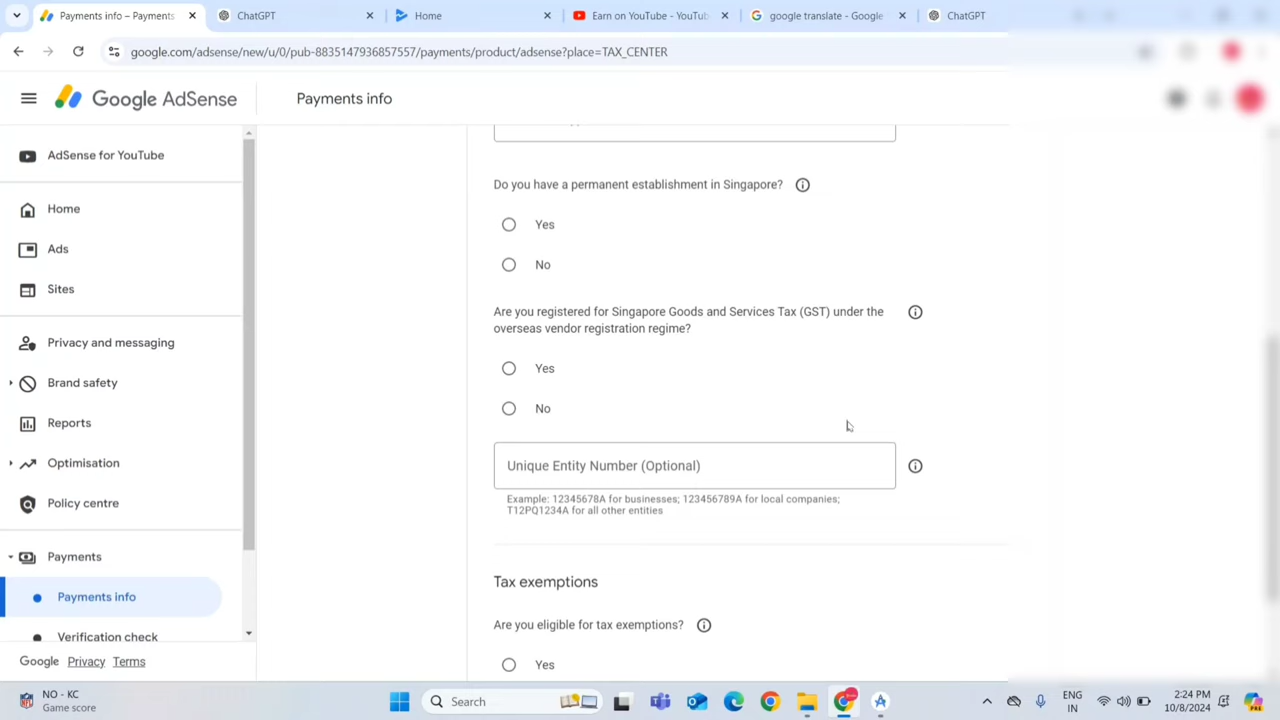 Payments info – Payments
ChatGPT
Home
Earn on YouTube - YouTu
google translate - Google
ChatGPT
google.com/adsense/new/u/0/pub-8835147936857557/payments/product/adsense?place=TAX_CENTER
Google AdSense
Payments info
AdSense for YouTube
Home
Ads
Sites
Privacy and messaging
Brand safety
Reports
Optimisation
Policy centre
Payments
Payments info
Verification check
Google Privacy Terms
Do you have a permanent establishment in Singapore?
Yes
No
Are you registered for Singapore Goods and Services Tax (GST) under the
overseas vendor registration regime?
Yes
No
Unique Entity Number (Optional)
Example: 12345678A for businesses; 123456789A for local companies;
T12PQ1234A for all other entities
Tax exemptions
Are you eligible for tax exemptions?
Yes
NO - KC
Game score
Search
ENG
IN
2:24 PM
10/8/2024